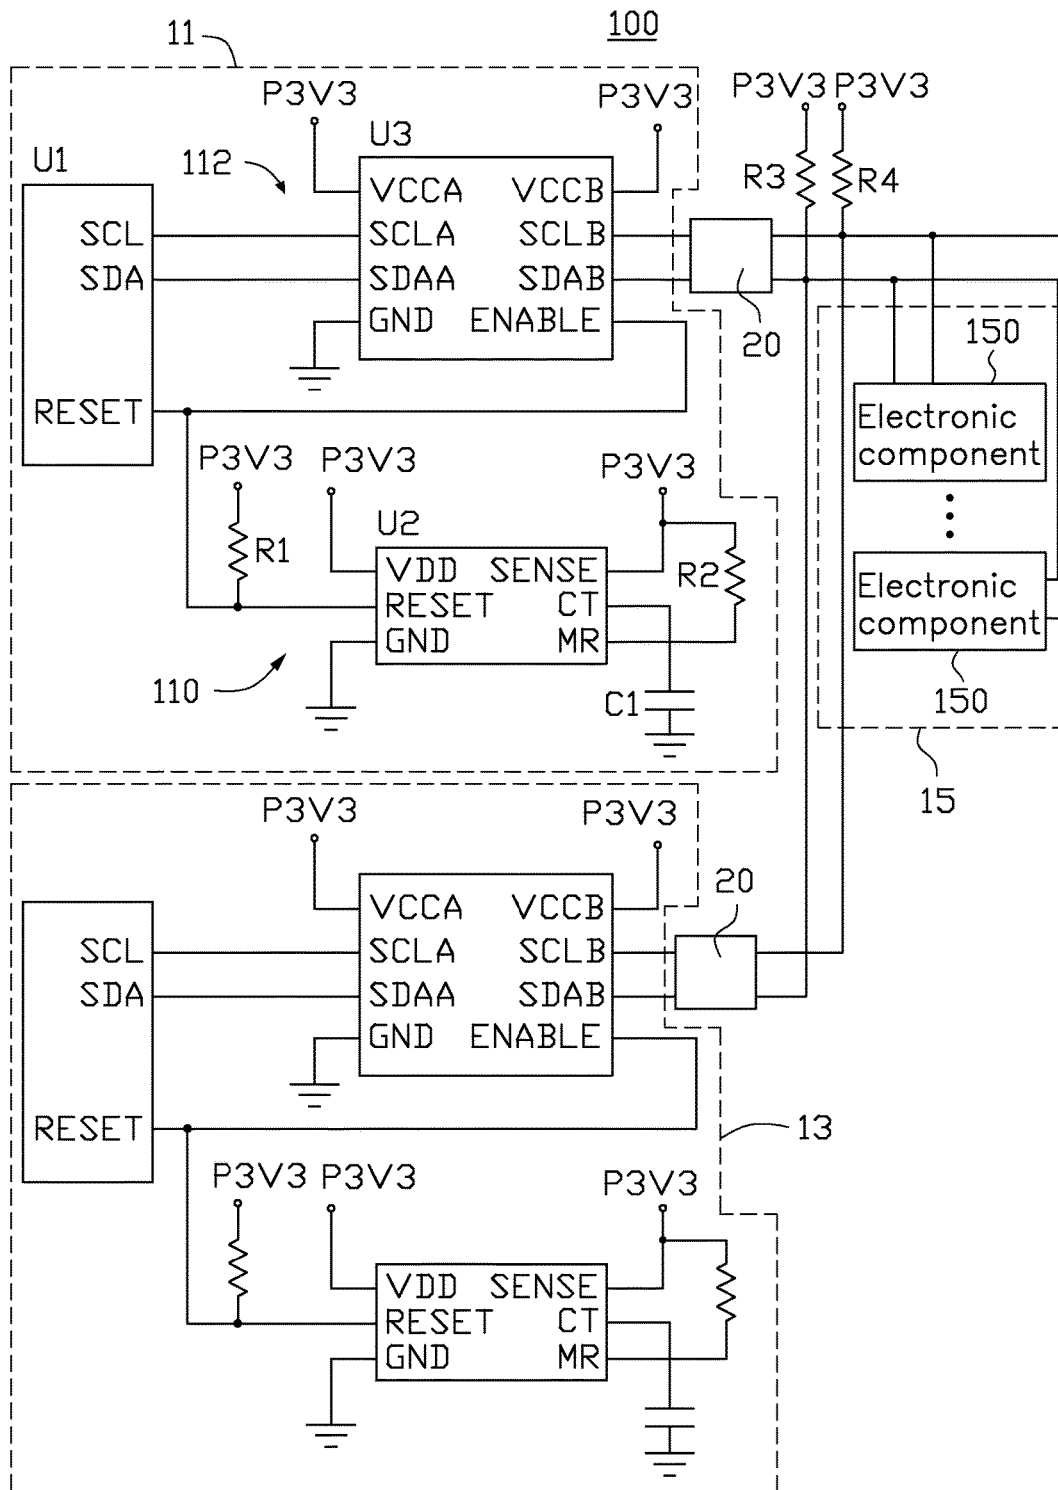 100
11
P3V3
P3V3
P3V3
P3V3
U1
U3
112
R3
R4
SCL
SDA
RESET
VCCA
VCCB
SCLA
SCLB
SDAA
SDAB
GND
ENABLE
20
150
Electronic
component
P3V3
P3V3
P3V3
R1
U2
R2
VDD
SENSE
RESET
CT
GND
MR
110
C1
Electronic
component
150
15
P3V3
P3V3
20
SCL
SDA
RESET
VCCA
VCCB
SCLA
SCLB
SDAA
SDAB
GND
ENABLE
13
P3V3
P3V3
P3V3
VDD
SENSE
RESET
CT
GND
MR